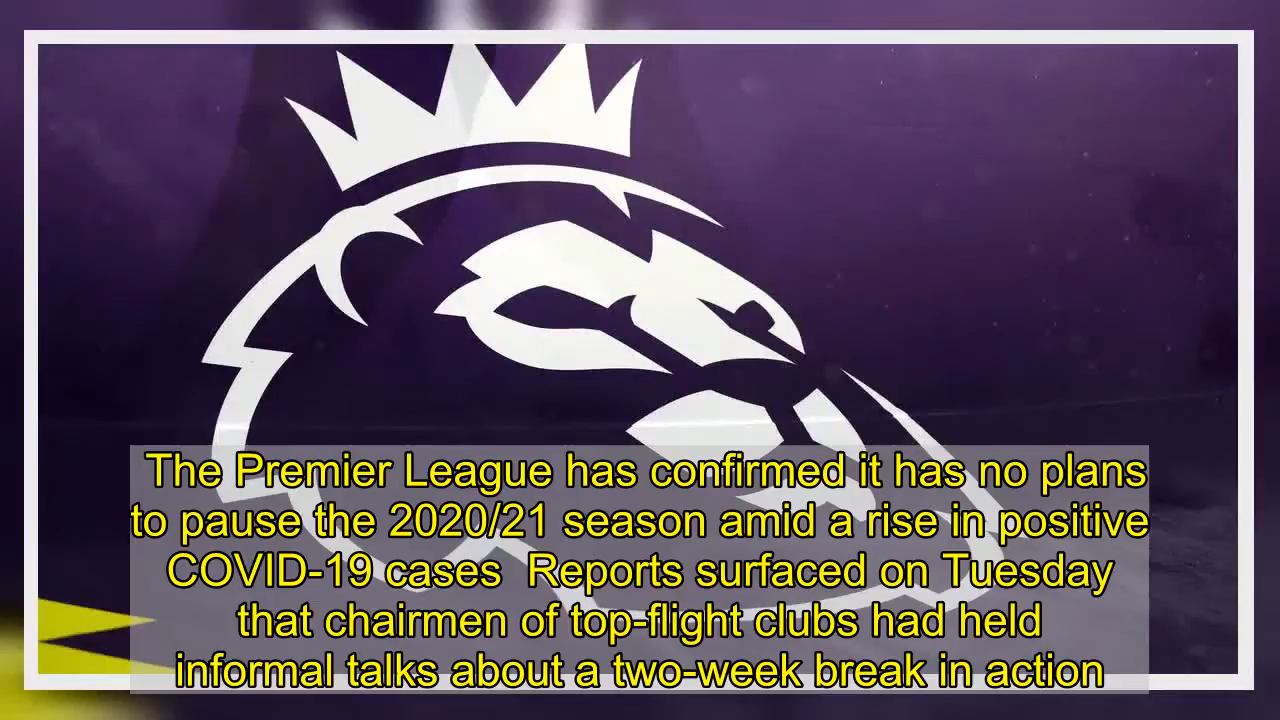 The Premier League has confirmed it has no plans
to pause the 2020/21 season amid a rise in positive
COVID-19 cases  Reports surfaced on Tuesday
that chairmen of top-flight clubs had held
informal talks about a two-week break in action